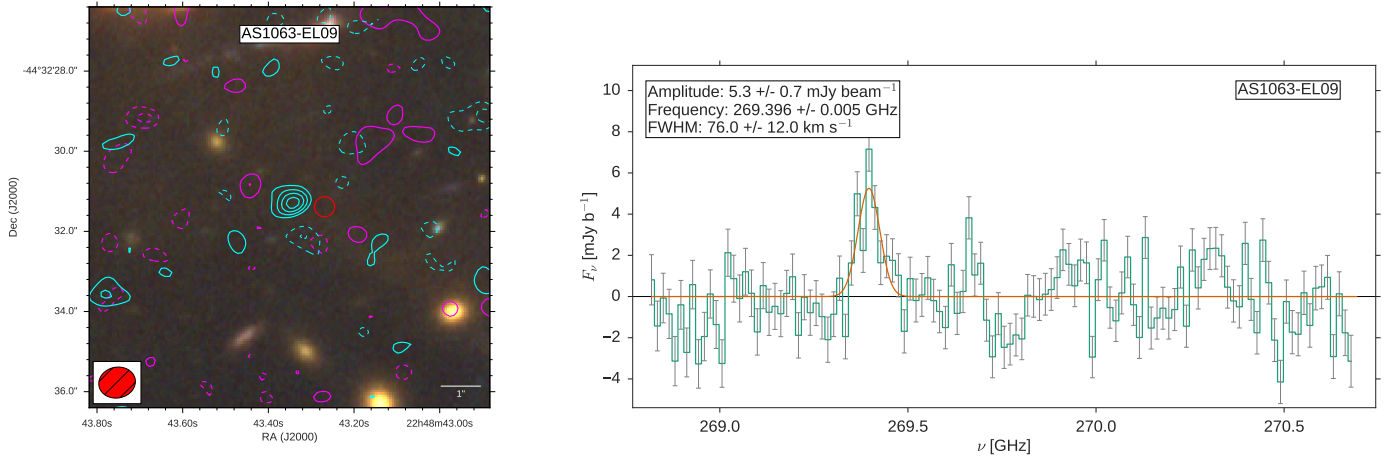 AS1063-EL09
-44°32'28.0"
30.0"
32.0"
34.0"
36.0"
Dec (J2000)
1"
43.80s
43.60s
43.40s
43.20s
22h48m43.00s
RA (J2000)
Amplitude: 5.3 +/- 0.7 mJy beam⁻¹
Frequency: 269.396 +/- 0.005 GHz
FWHM: 76.0 +/- 12.0 km s⁻¹
AS1063-EL09
10
8
6
4
2
0
−2
−4
Fν [mJy b⁻¹]
269.0
269.5
270.0
270.5
ν [GHz]